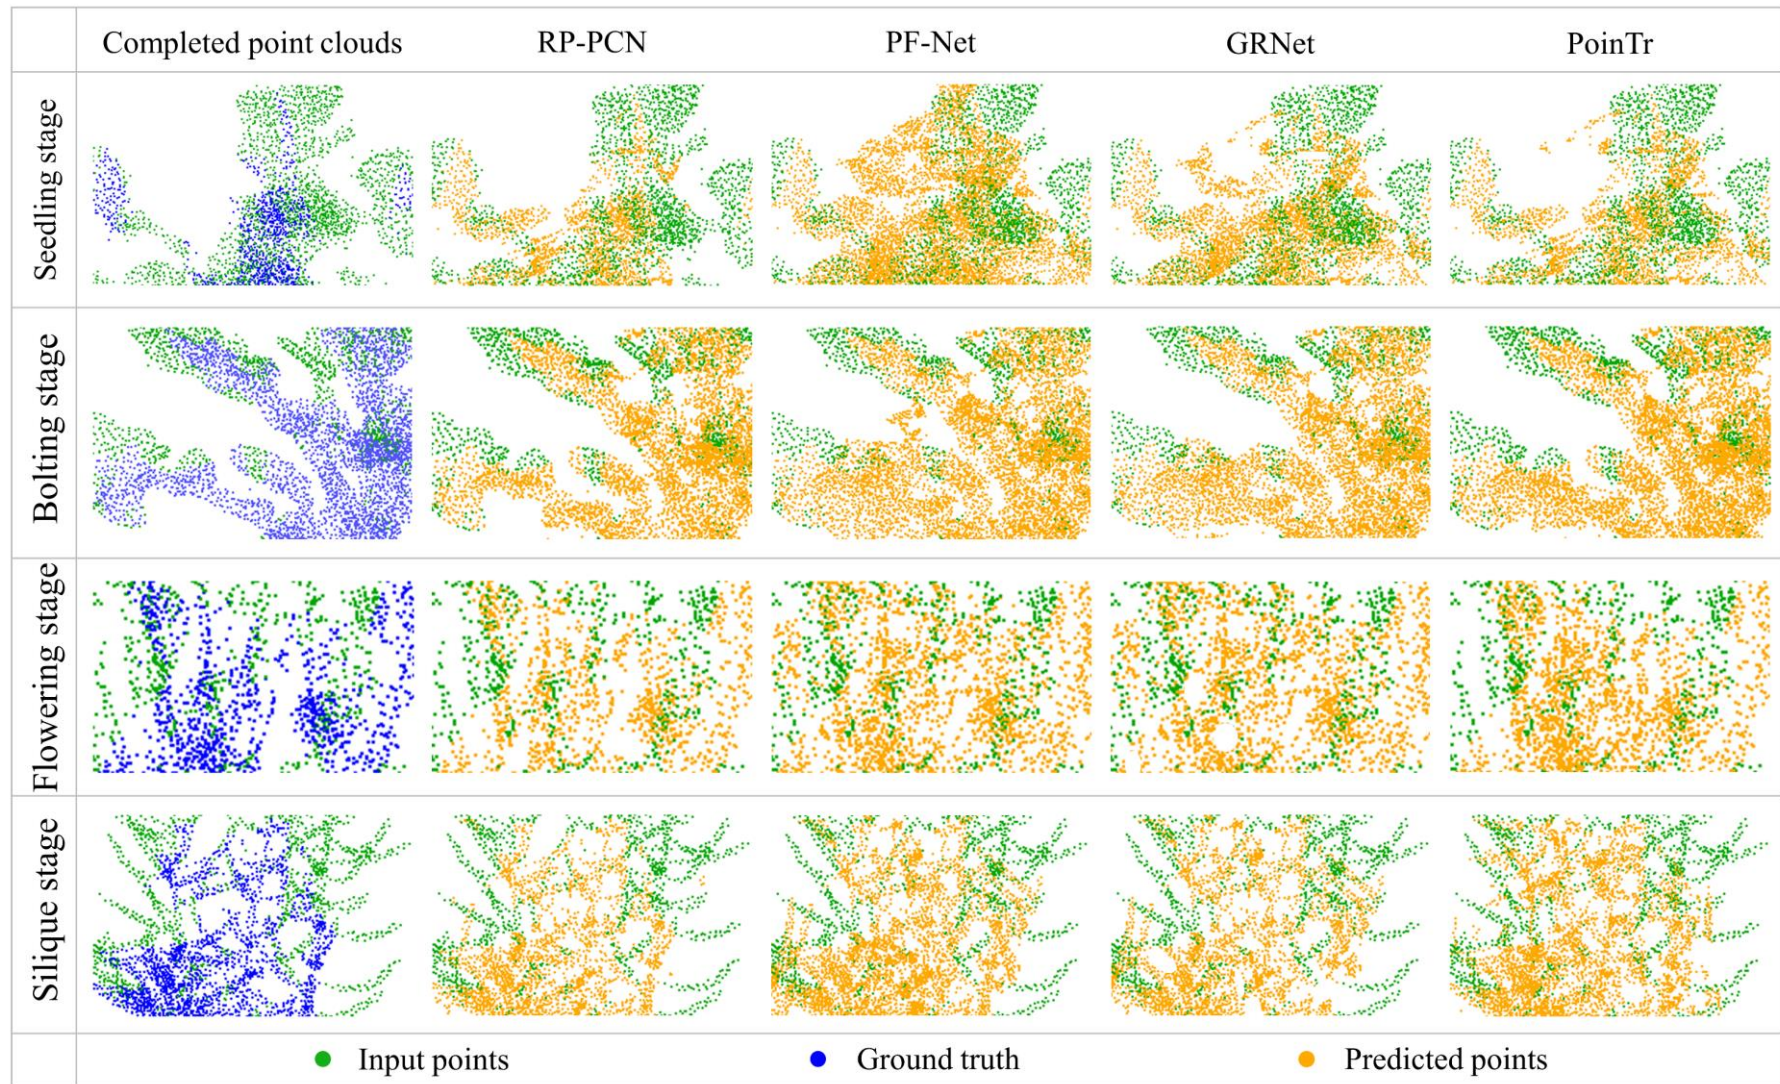 Completed point clouds RP-PCN PF-Net GRNet PoinTr
Seedling stage
Bolting stage
Flowering stage
Silique stage
Input points Ground truth Predicted points